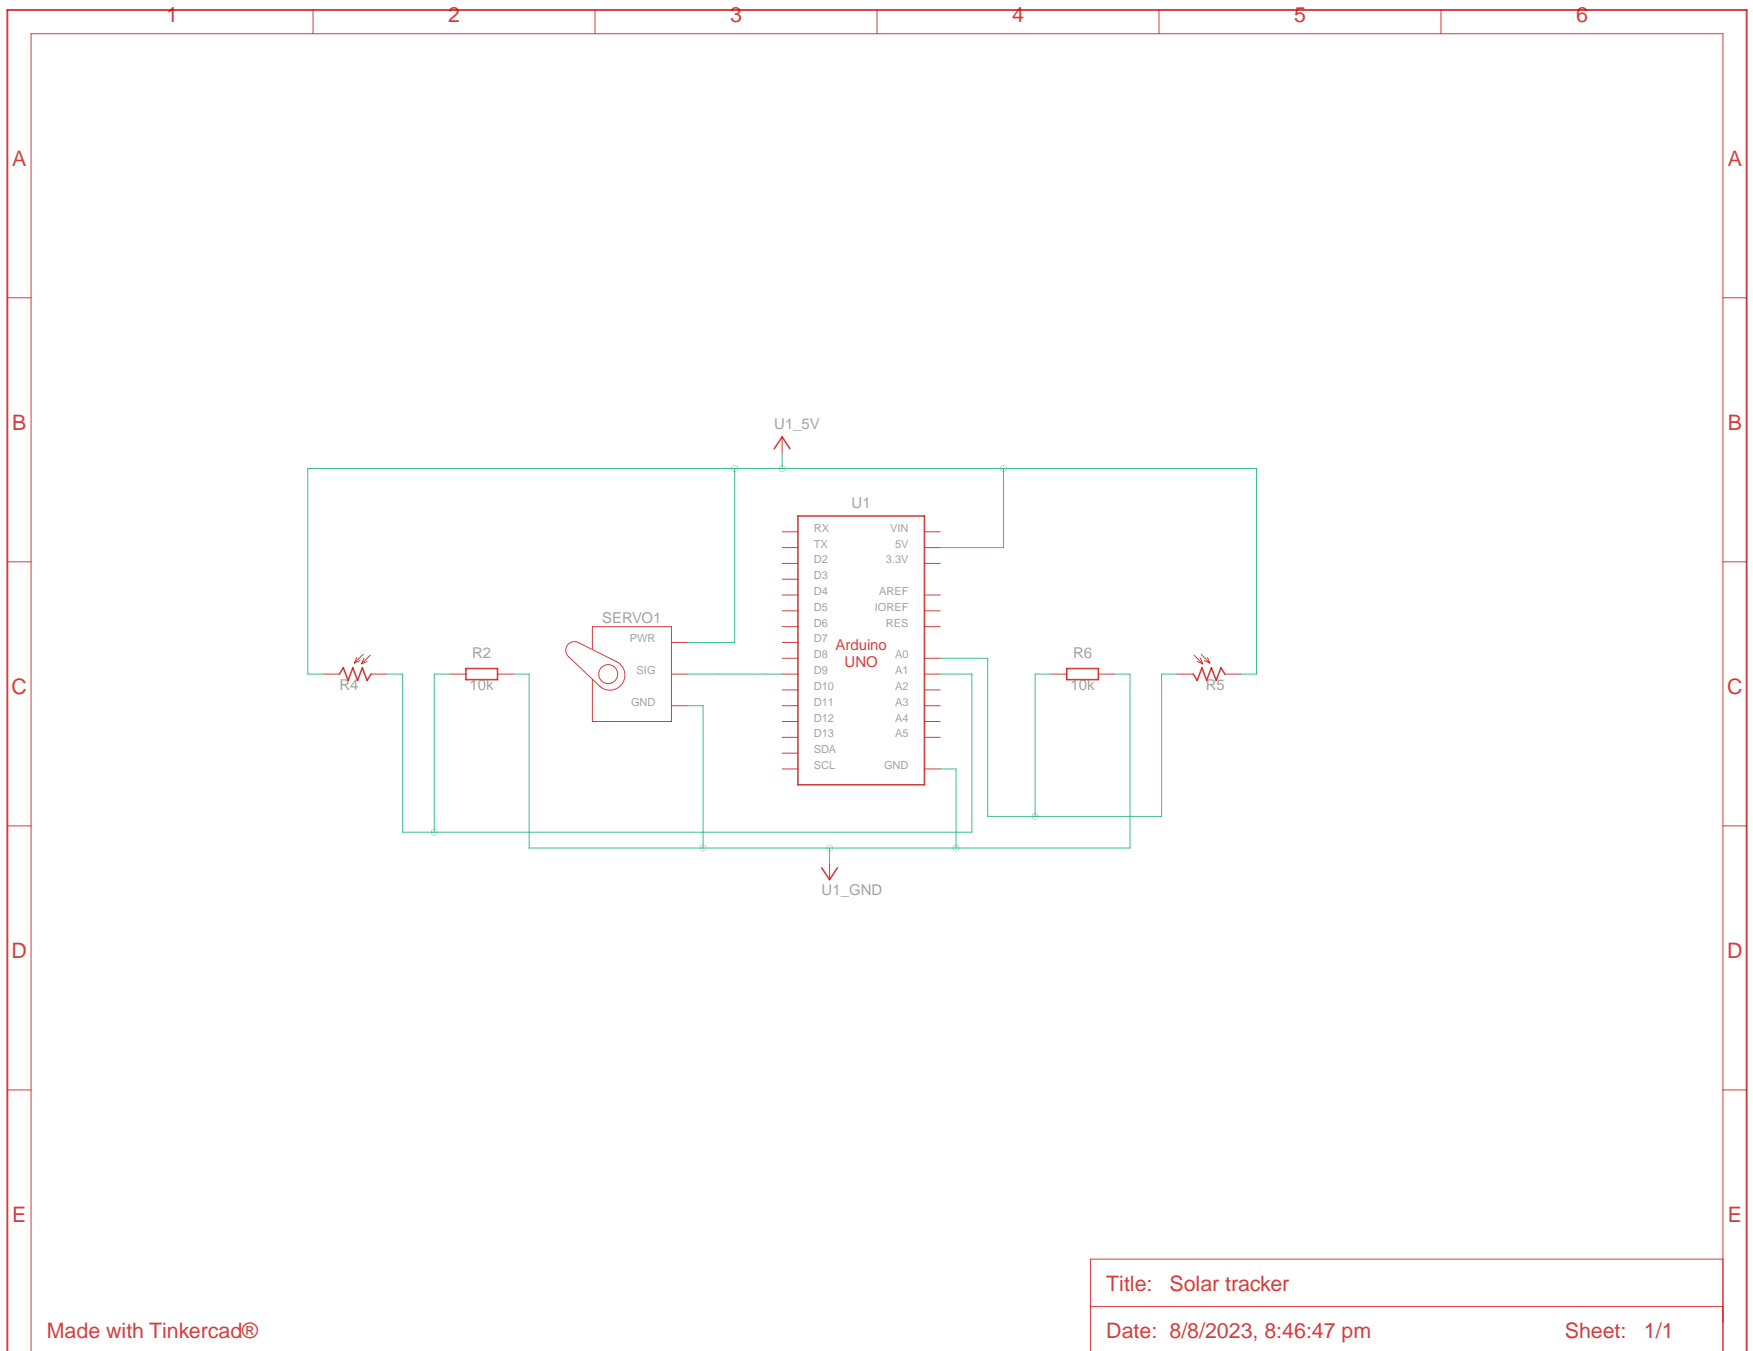 1 2 3 4 5 6
A A
B B
U1_5V
U1
RX VIN
TX 5V
D2 3.3V
D3
D4 AREF
D5 IOREF
D6 RES
D7
D8 A0
D9 A1
D10 A2
D11 A3
D12 A4
D13 A5
SDA
SCL GND
Arduino
UNO
SERVO1
PWR
SIG
GND
R4
R2
10k
R6
10k
R5
C C
U1_GND
D D
E E
Title: Solar tracker
Made with Tinkercad®
Date: 8/8/2023, 8:46:47 pm Sheet: 1/1